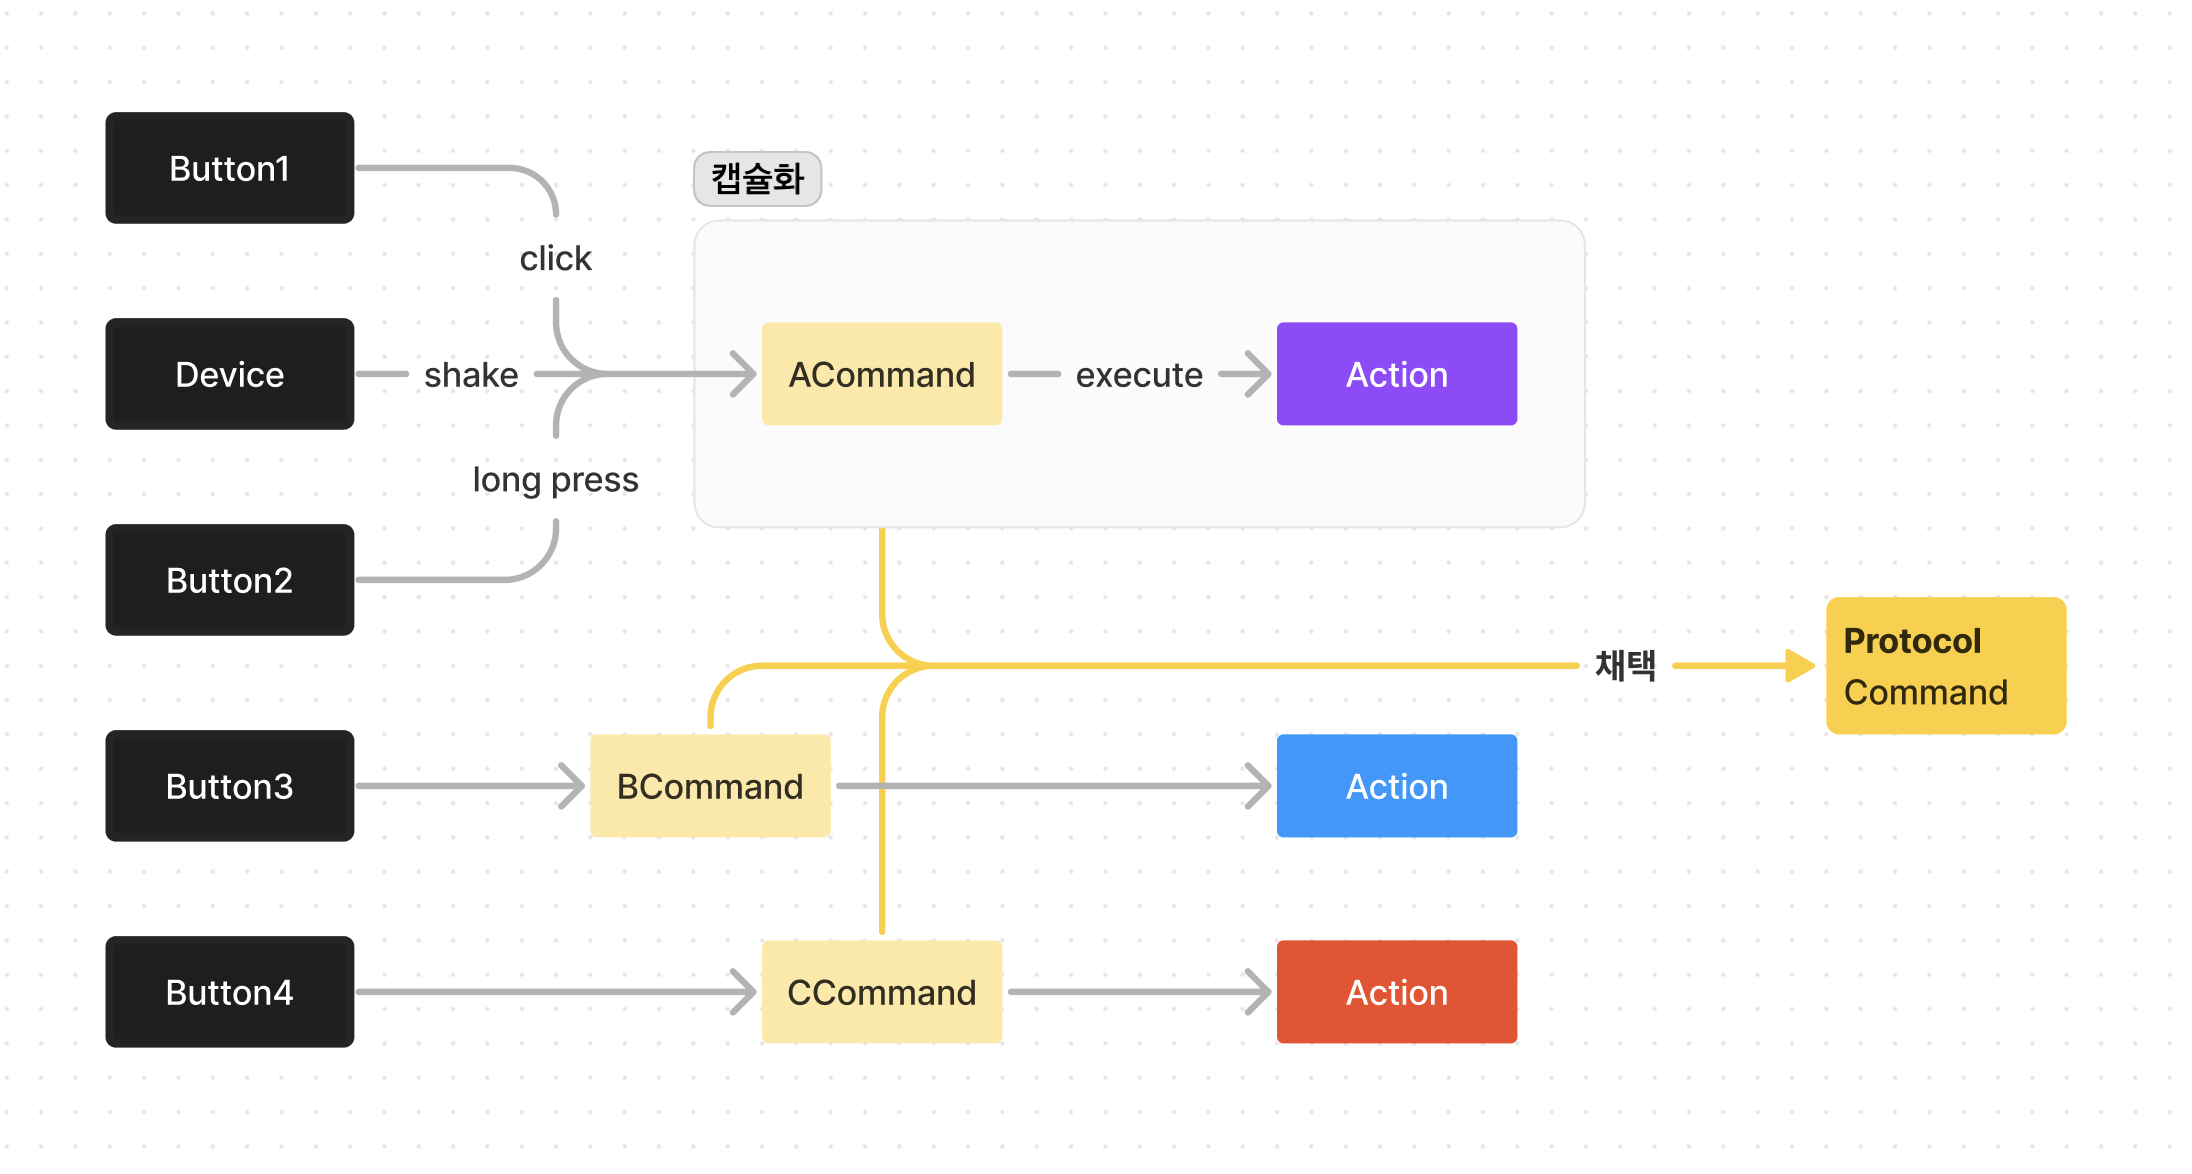 Button1
캡슐화
click
Device
shake
ACommand
execute
Action
long press
Button2
채택
Protocol
Command
Button3
BCommand
Action
Button4
CCommand
Action